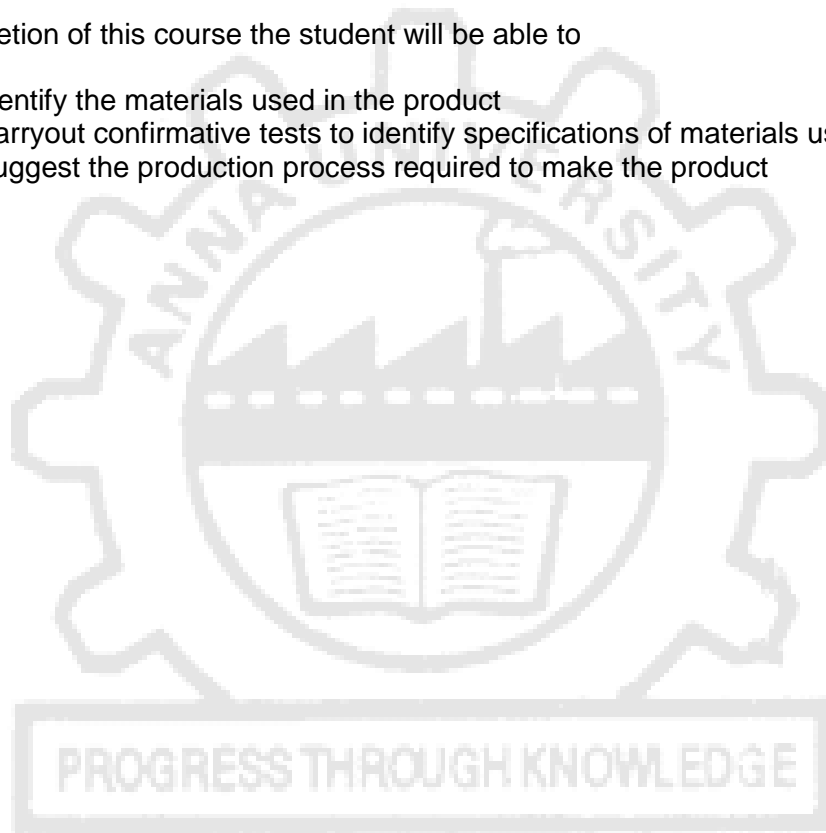 etion of this course the student will be able to
entify the materials used in the product
arryout confirmative tests to identify specifications of materials us
uggest the production process required to make the product
ANNA UNIVERSITY
PROGRESS THROUGH KNOWLEDGE